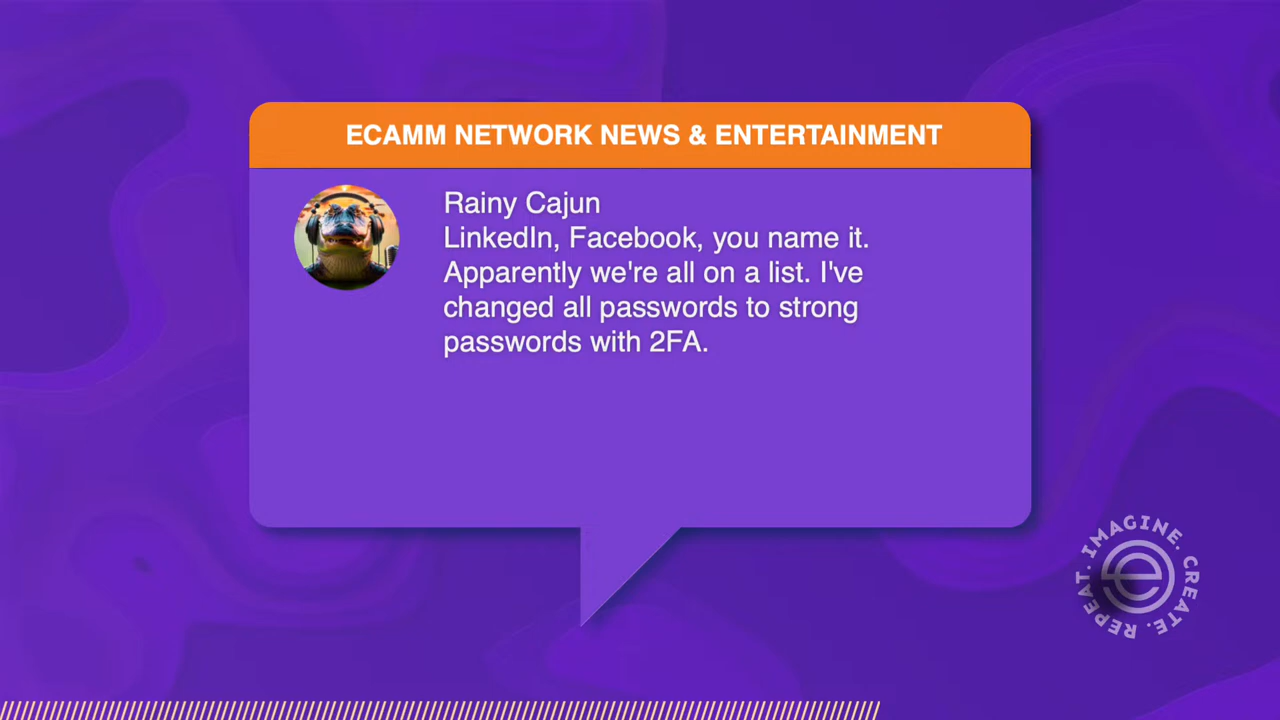 ECAMM NETWORK NEWS & ENTERTAINMENT
Rainy Cajun
LinkedIn, Facebook, you name it.
Apparently we're all on a list. I've
changed all passwords to strong
passwords with 2FA.
IMAGINE. CREATE. REPEAT.
e